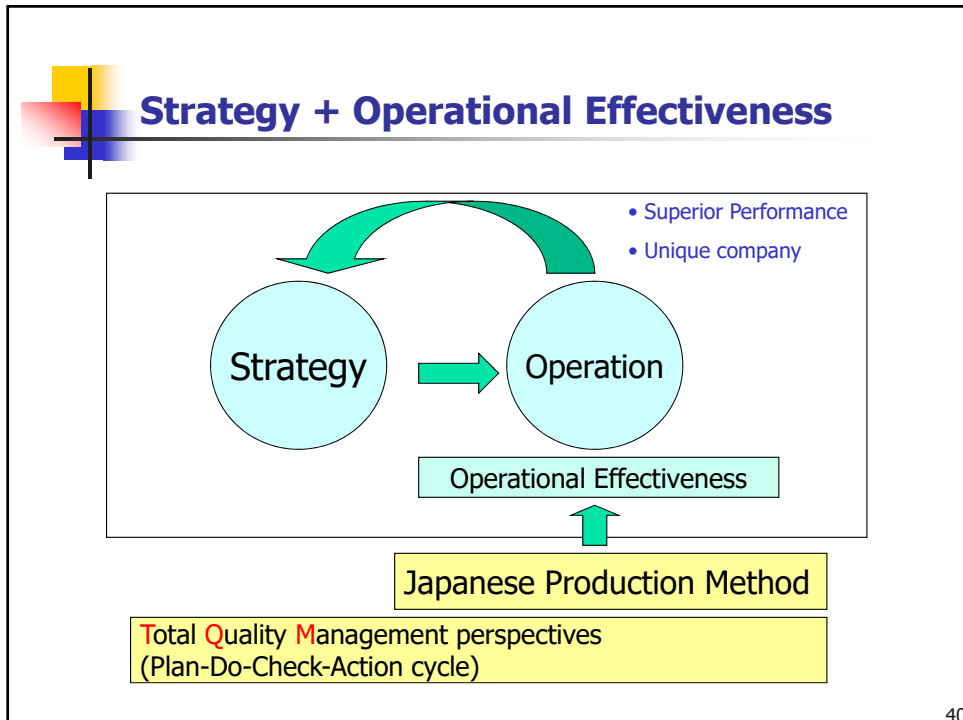 Strategy + Operational Effectiveness
• Superior Performance
• Unique company
Strategy
Operation
Operational Effectiveness
Japanese Production Method
Total Quality Management perspectives
(Plan-Do-Check-Action cycle)
40